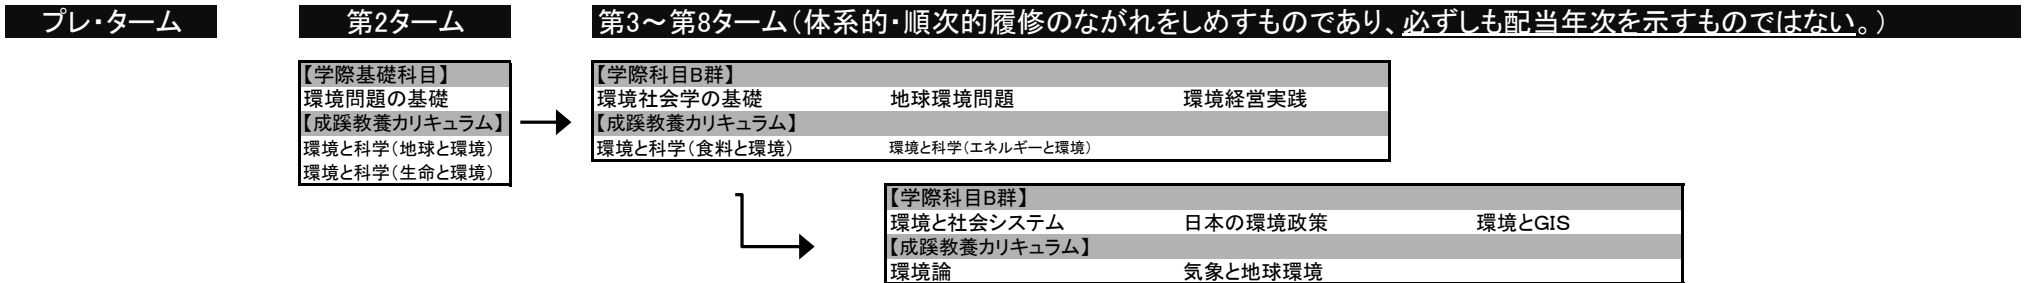 プレ・ターム
第2ターム
第3～第8ターム（体系的・順次的履修のながれをしめすものであり、必ずしも配当年次を示すものではない。）
【学際基礎科目】
環境問題の基礎
【成蹊教養カリキュラム】
環境と科学（地球と環境）
環境と科学（生命と環境）
【学際科目B群】
環境社会学の基礎 地球環境問題 環境経営実践
【成蹊教養カリキュラム】
環境と科学（食料と環境） 環境と科学（エネルギーと環境）
【学際科目B群】
環境と社会システム 日本の環境政策 環境とGIS
【成蹊教養カリキュラム】
環境論 気象と地球環境